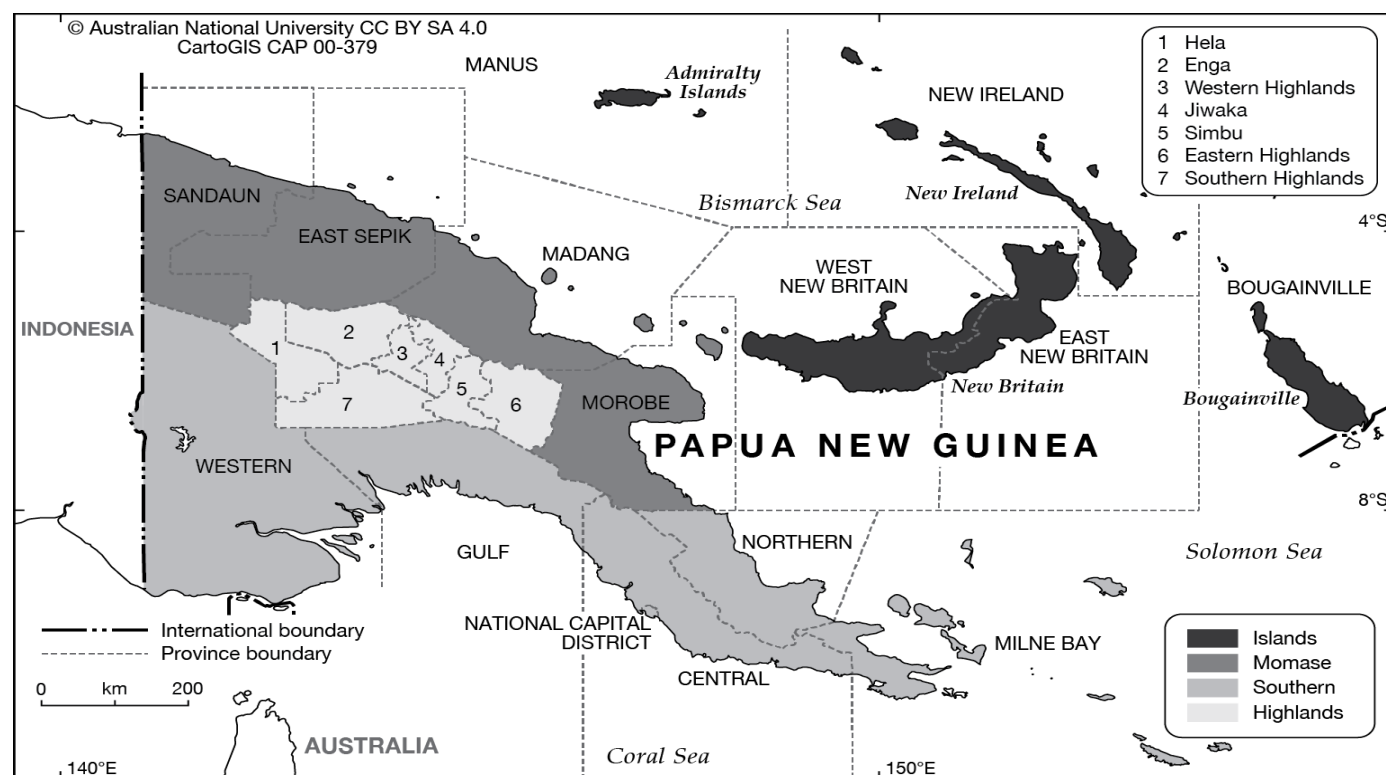 © Australian National University CC BY SA 4.0
CartoGIS CAP 00-379
MANUS
Admiralty
Islands
NEW IRELAND
1 Hela
2 Enga
3 Western Highlands
4 Jiwaka
5 Simbu
6 Eastern Highlands
7 Southern Highlands
SANDAUN
New Ireland
Bismarck Sea
4°S
EAST SEPIK
MADANG
WEST
NEW BRITAIN
BOUGAINVILLE
INDONESIA
EAST
NEW BRITAIN
1
2
3
4
5
6
7
New Britain
Bougainville
MOROBE
PAPUA NEW GUINEA
WESTERN
8°S
GULF
NORTHERN
Solomon Sea
NATIONAL CAPITAL
DISTRICT
MILNE BAY
CENTRAL
International boundary
Province boundary
0 km 200
Islands
Momase
Southern
Highlands
AUSTRALIA
Coral Sea
140°E
150°E